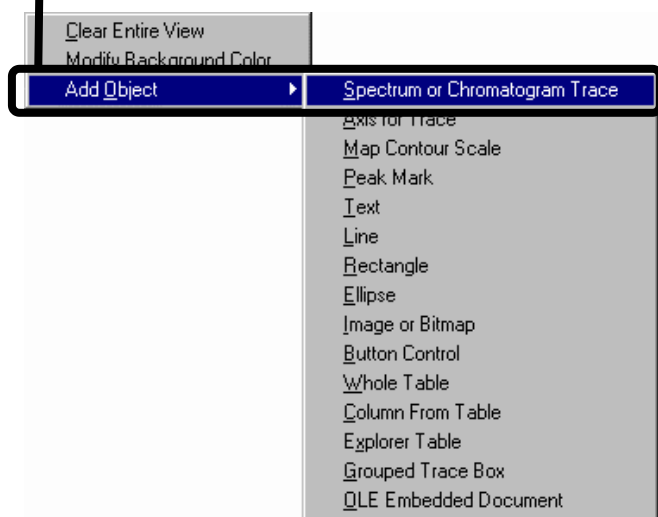 Clear Entire View
Modify Background Color
Add Object
Spectrum or Chromatogram Trace
Axis for Trace
Map Contour Scale
Peak Mark
Text
Line
Rectangle
Ellipse
Image or Bitmap
Button Control
Whole Table
Column From Table
Explorer Table
Grouped Trace Box
OLE Embedded Document